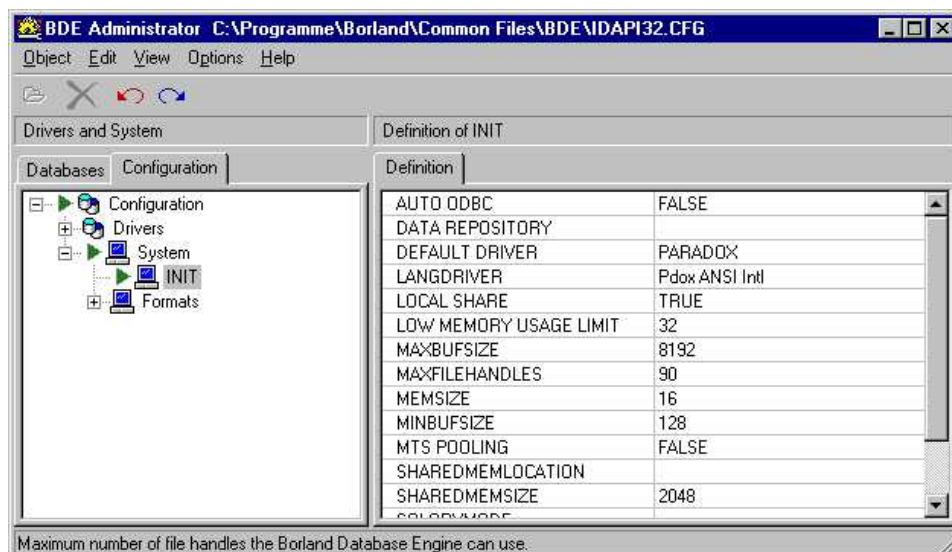 BDE Administrator C:\Programme\Borland\Common Files\BDE\IDAPI32.CFG
Object Edit View Options Help
Drivers and System
Definition of INIT
Databases Configuration
Definition
Configuration
Drivers
System
INIT
Formats
AUTO ODBC FALSE
DATA REPOSITORY
DEFAULT DRIVER PARADOX
LANGDRIVER Pdox ANSI Intl
LOCAL SHARE TRUE
LOW MEMORY USAGE LIMIT 32
MAXBUFSIZE 8192
MAXFILEHANDLES 90
MEMSIZE 16
MINBUFSIZE 128
MTS POOLING FALSE
SHAREDMEMLOCATION
SHAREDMEMSIZE 2048
Maximum number of file handles the Borland Database Engine can use.